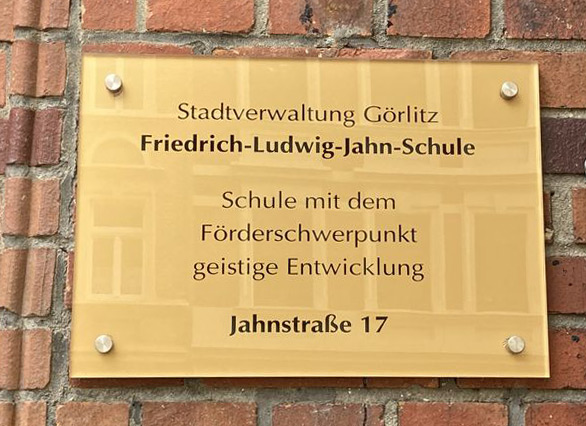 Stadtverwaltung Görlitz
Friedrich-Ludwig-Jahn-Schule
Schule mit dem
Förderschwerpunkt
geistige Entwicklung
Jahnstraße 17